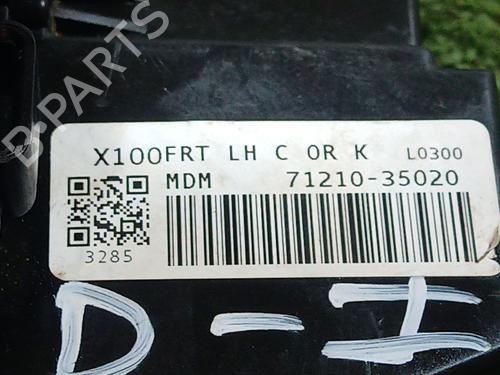 B-PARTS
X100FRT LH C OR K L0300
MDM 71210-35020
3285
D-I